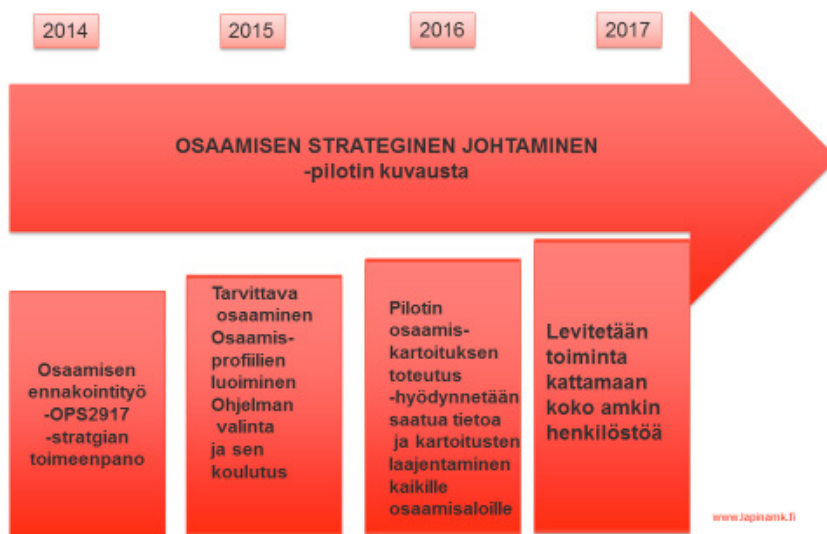 2014
2015
2016
2017
OSAAMISEN STRATEGINEN JOHTAMINEN
-pilotin kuvausta
Osaamisen
ennakointityö
-OPS2917
-stratgian
toimeenpano
Tarvittava
osaaminen
Osaamis-
profiilien
luoiminen
Ohjelman
valinta
ja sen
koulutus
Pilotin
osaamis-
kartoituksen
toteutus
-hyödynnetään
saatua tietoa
ja kartoitusten
laajentaminen
kaikille
osaamisaloille
Levitetään
toiminta
kattamaan
koko amkin
henkilöstöä
www.lapinamk.fi